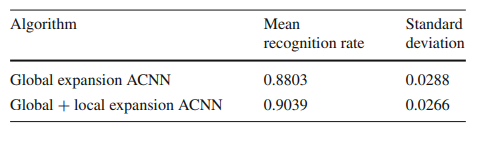 Algorithm Mean recognition rate Standard deviation
Global expansion ACNN 0.8803 0.0288
Global + local expansion ACNN 0.9039 0.0266